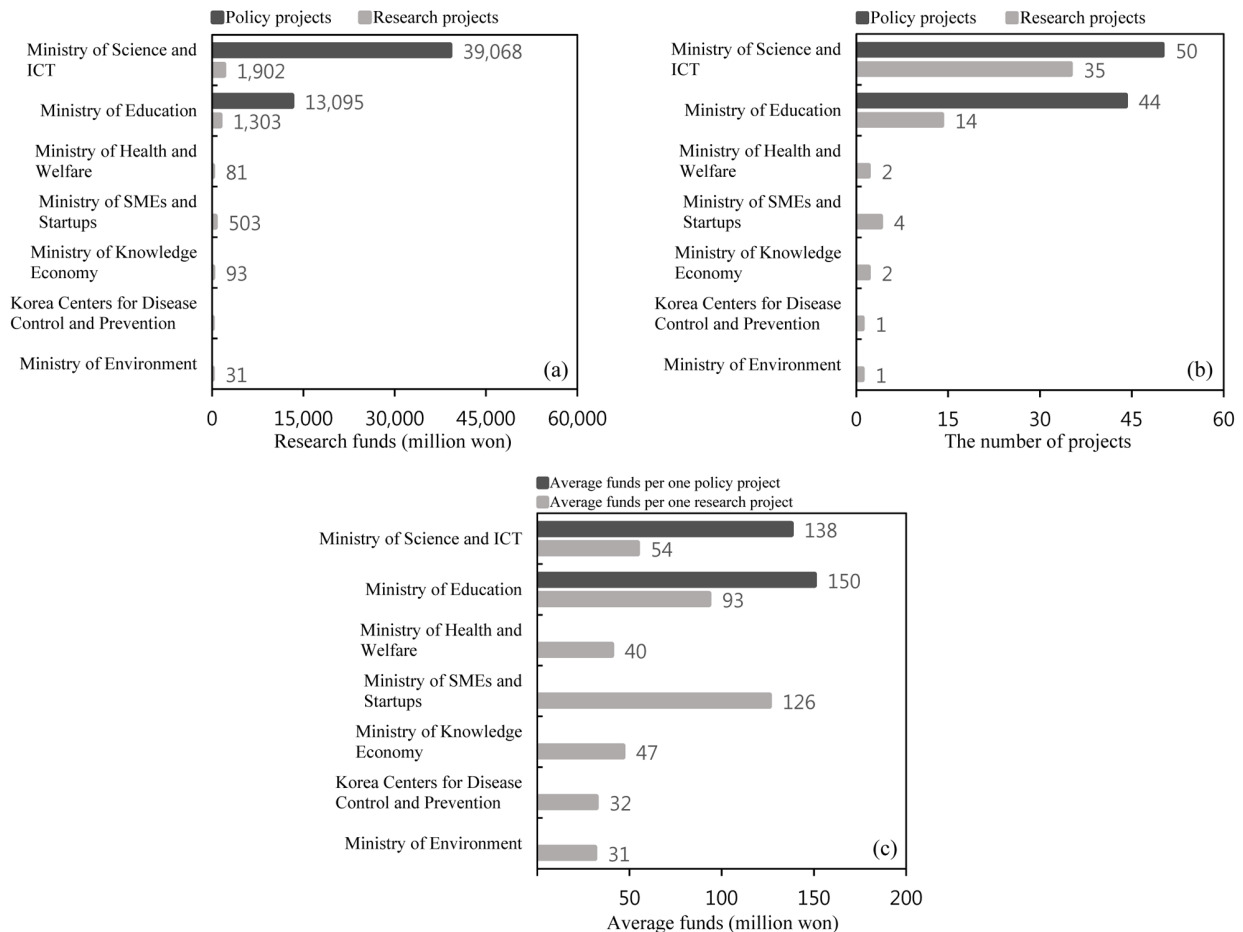 Policy projects Research projects
Ministry of Science and
ICT
39,068
1,902
Ministry of Education
13,095
1,303
Ministry of Health and
Welfare
81
Ministry of SMEs and
Startups
503
Ministry of Knowledge
Economy
93
Korea Centers for Disease
Control and Prevention
Ministry of Environment
31
(a)
0 15,000 30,000 45,000 60,000
Research funds (million won)
Policy projects Research projects
Ministry of Science and
ICT
50
35
Ministry of Education
44
14
Ministry of Health and
Welfare
2
Ministry of SMEs and
Startups
4
Ministry of Knowledge
Economy
2
Korea Centers for Disease
Control and Prevention
1
Ministry of Environment
1
(b)
0 15 30 45 60
The number of projects
Average funds per one policy project
Average funds per one research project
Ministry of Science and ICT
138
54
Ministry of Education
150
93
Ministry of Health and
Welfare
40
Ministry of SMEs and
Startups
126
Ministry of Knowledge
Economy
47
Korea Centers for Disease
Control and Prevention
32
Ministry of Environment
31
(c)
50 100 150 200
Average funds (million won)